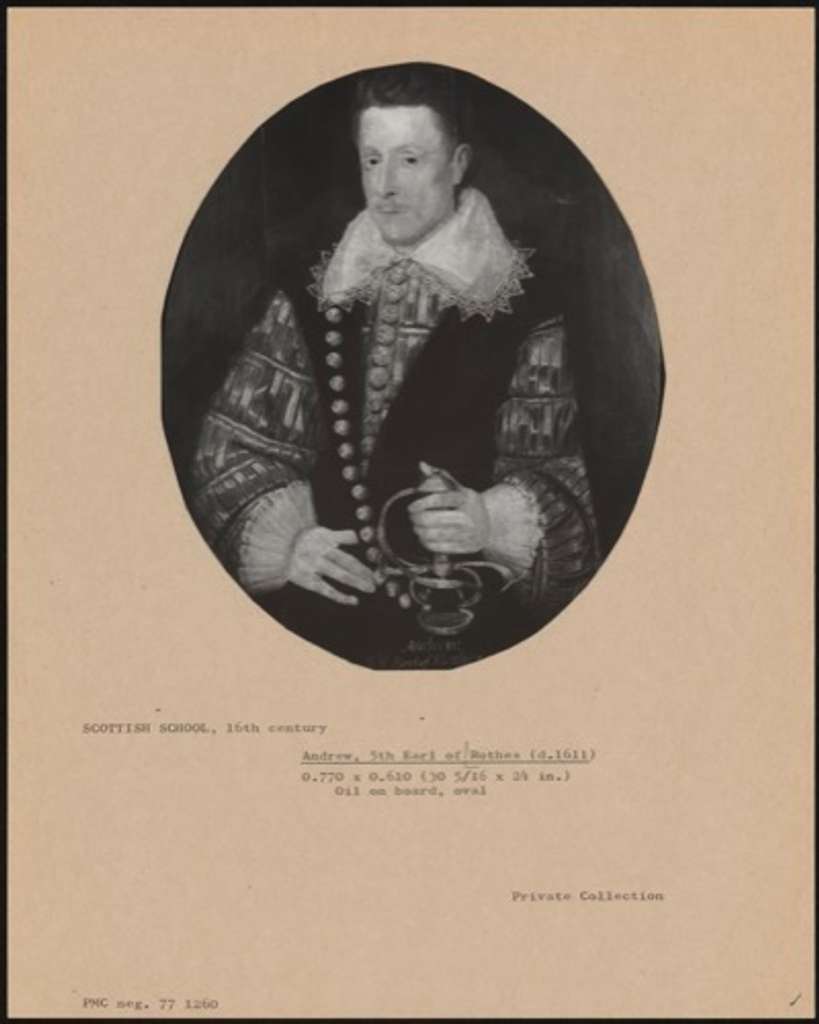 SCOTTISH SCHOOL, 16th century
Andrew, 5th Earl of Rothes (d.1611)
0.770 x 0.610 (30 5/16 x 24 in.)
Oil on board, oval
Private Collection
PMC neg. 77 1260